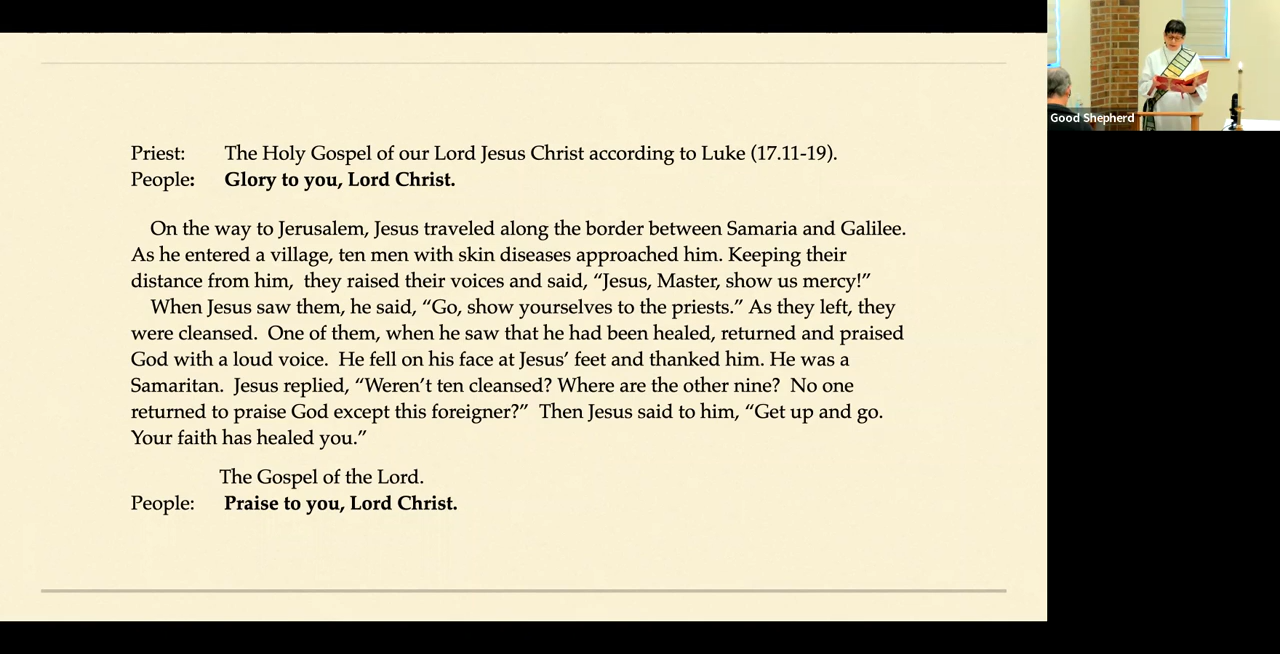 Priest: The Holy Gospel of our Lord Jesus Christ according to Luke (17.11-19).
People: Glory to you, Lord Christ.
On the way to Jerusalem, Jesus traveled along the border between Samaria and Galilee.
As he entered a village, ten men with skin diseases approached him. Keeping their
distance from him, they raised their voices and said, “Jesus, Master, show us mercy!”
When Jesus saw them, he said, “Go, show yourselves to the priests.” As they left, they
were cleansed. One of them, when he saw that he had been healed, returned and praised
God with a loud voice. He fell on his face at Jesus’ feet and thanked him. He was a
Samaritan. Jesus replied, “Weren’t ten cleansed? Where are the other nine? No one
returned to praise God except this foreigner?” Then Jesus said to him, “Get up and go.
Your faith has healed you.”
The Gospel of the Lord.
People: Praise to you, Lord Christ.
Good Shepherd